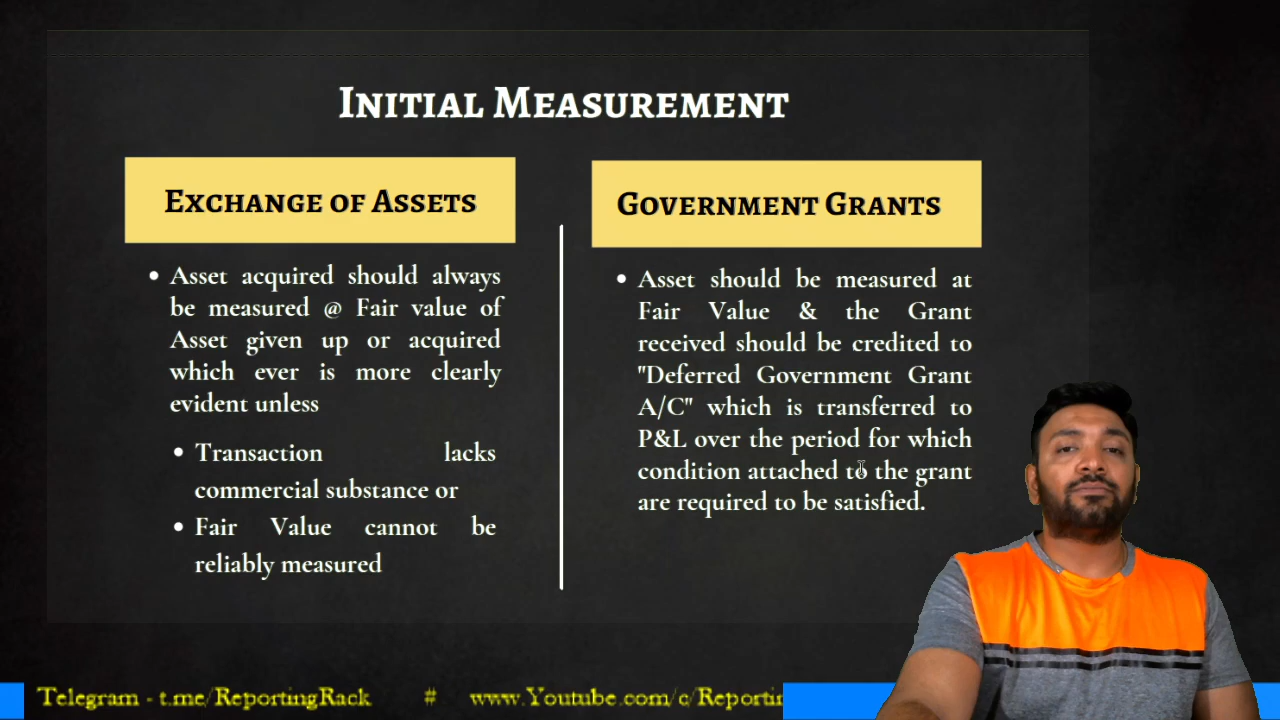 Initial Measurement
Exchange of Assets
• Asset acquired should always
be measured @ Fair value of
Asset given up or acquired
which ever is more clearly
evident unless
• Transaction lacks
commercial substance or
• Fair Value cannot be
reliably measured
Government Grants
• Asset should be measured at
Fair Value & the Grant
received should be credited to
"Deferred Government Grant
A/C" which is transferred to
P&L over the period for which
condition attached to the grant
are required to be satisfied.
Telegram - t.me/ReportingRack # www.Youtube.com/c/Reportin